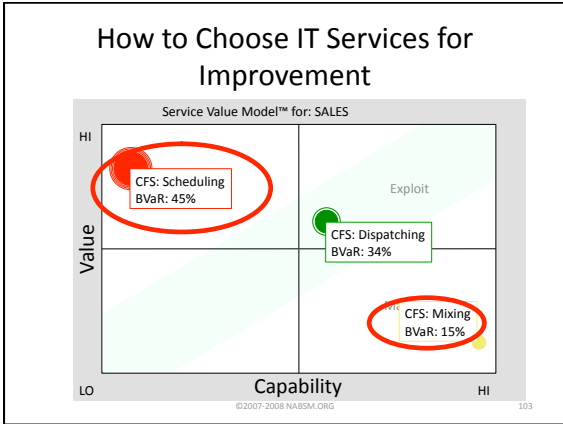 How to Choose IT Services for
Improvement
Service Value Model™ for: SALES
HI
CFS: Scheduling
BVaR: 45%
Exploit
CFS: Dispatching
BVaR: 34%
Value
CFS: Mixing
BVaR: 15%
LO
Capability
HI
©2007-2008 NABSM.ORG
103